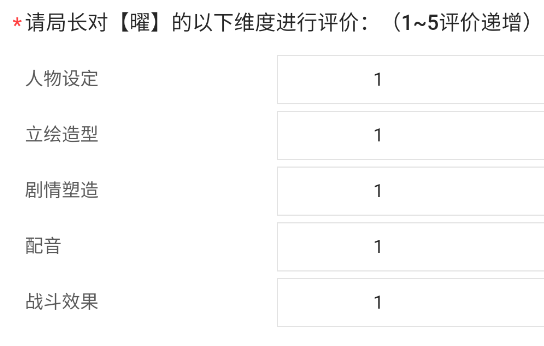 *请局长对【曜】的以下维度进行评价：（1~5评价递增）
人物设定 1
立绘造型 1
剧情塑造 1
配音 1
战斗效果 1